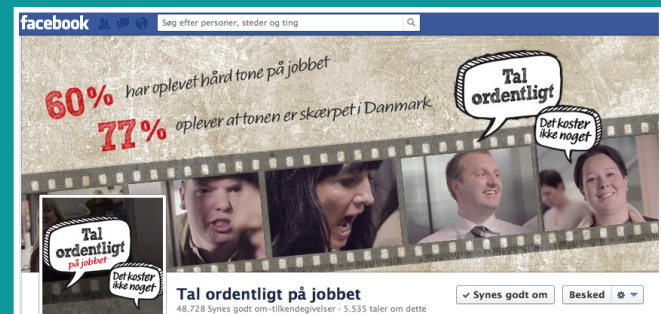 facebook
Søg efter personer, steder og ting
60% har oplevet hård tone på jobbet
77% oplever at tonen er skærpet i Danmark
Tal
ordentligt
Det koster
ikke noget
Tal
ordentligt
på jobbet
Det koster
ikke noget
Tal ordentligt på jobbet
48.728 Synes godt om-tilkendegivelser · 5.535 taler om dette
✓ Synes godt om
Besked